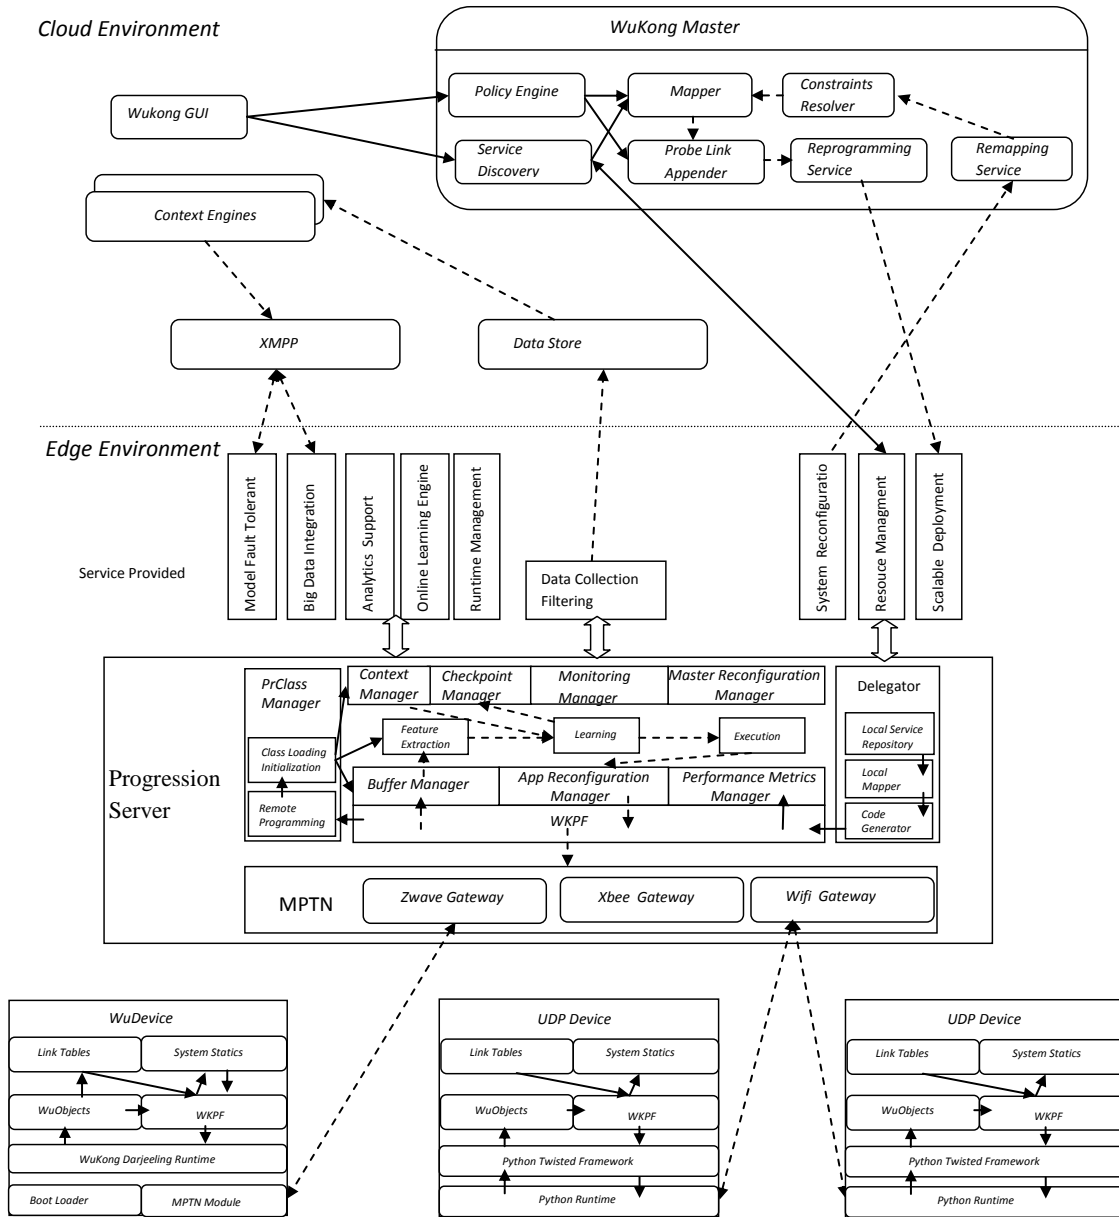 Cloud Environment
WuKong Master
Wukong GUI
Policy Engine
Mapper
Constraints
Resolver
Service
Discovery
Probe Link
Appender
Reprogramming
Service
Remapping
Service
Context Engines
XMPP
Data Store
Edge Environment
Service Provided
Model Fault Tolerant
Big Data Integration
Analytics Support
Online Learning Engine
Runtime Management
Data Collection
Filtering
System Reconfiguratio
Resouce Managment
Scalable Deployment
Progression
Server
PrClass
Manager
Class Loading
Initialization
Remote
Programming
Context
Manager
Checkpoint
Manager
Monitoring
Manager
Master Reconfiguration
Manager
Feature
Extraction
Learning
Execution
Buffer Manager
App Reconfiguration
Manager
Performance Metrics
Manager
WKPF
Delegator
Local Service
Repository
Local
Mapper
Code
Generator
MPTN
Zwave Gateway
Xbee Gateway
Wifi Gateway
WuDevice
Link Tables
System Statics
WuObjects
WKPF
WuKong Darjeeling Runtime
Boot Loader
MPTN Module
UDP Device
Link Tables
System Statics
WuObjects
WKPF
Python Twisted Framework
Python Runtime
UDP Device
Link Tables
System Statics
WuObjects
WKPF
Python Twisted Framework
Python Runtime